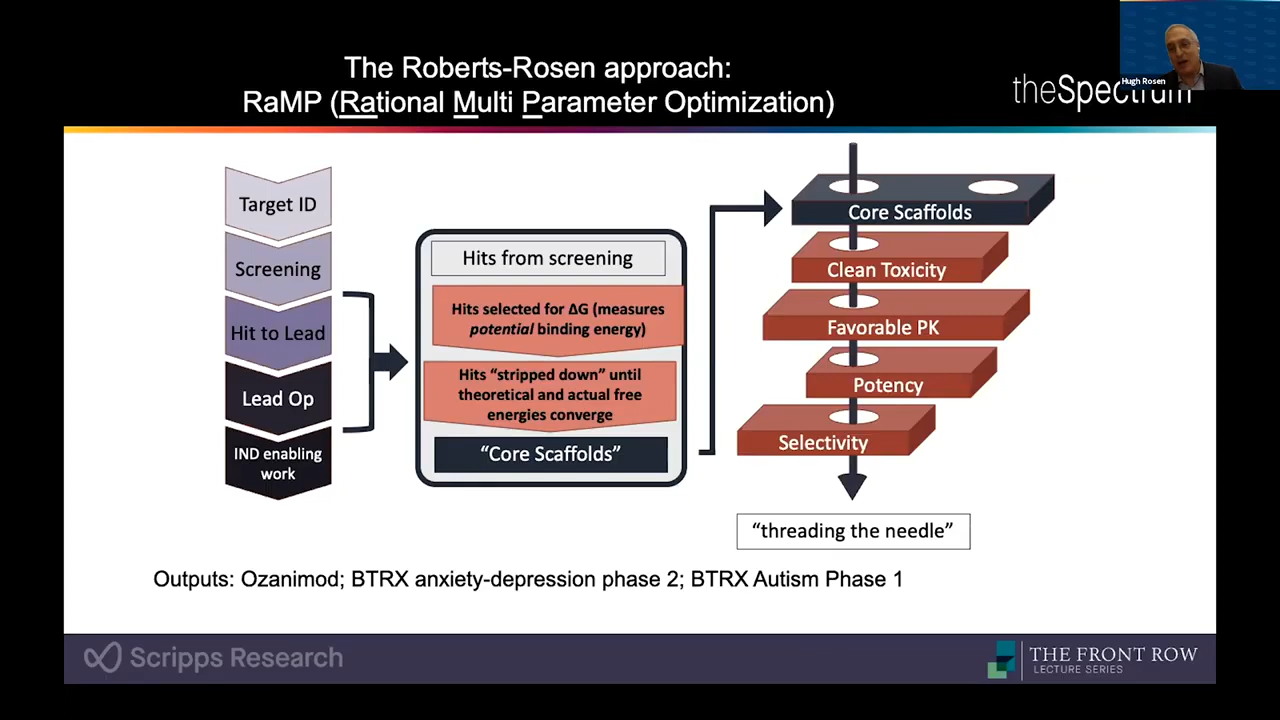 The Roberts-Rosen approach:
RaMP (Rational Multi Parameter Optimization)
theSpectrum
Hugh Rosen
Target ID
Screening
Hit to Lead
Lead Op
IND enabling
work
Hits from screening
Hits selected for ΔG (measures
potential binding energy)
Hits “stripped down” until
theoretical and actual free
energies converge
“Core Scaffolds”
Core Scaffolds
Clean Toxicity
Favorable PK
Potency
Selectivity
“threading the needle”
Outputs: Ozanimod; BTRX anxiety-depression phase 2; BTRX Autism Phase 1
Scripps Research
THE FRONT ROW
LECTURE SERIES